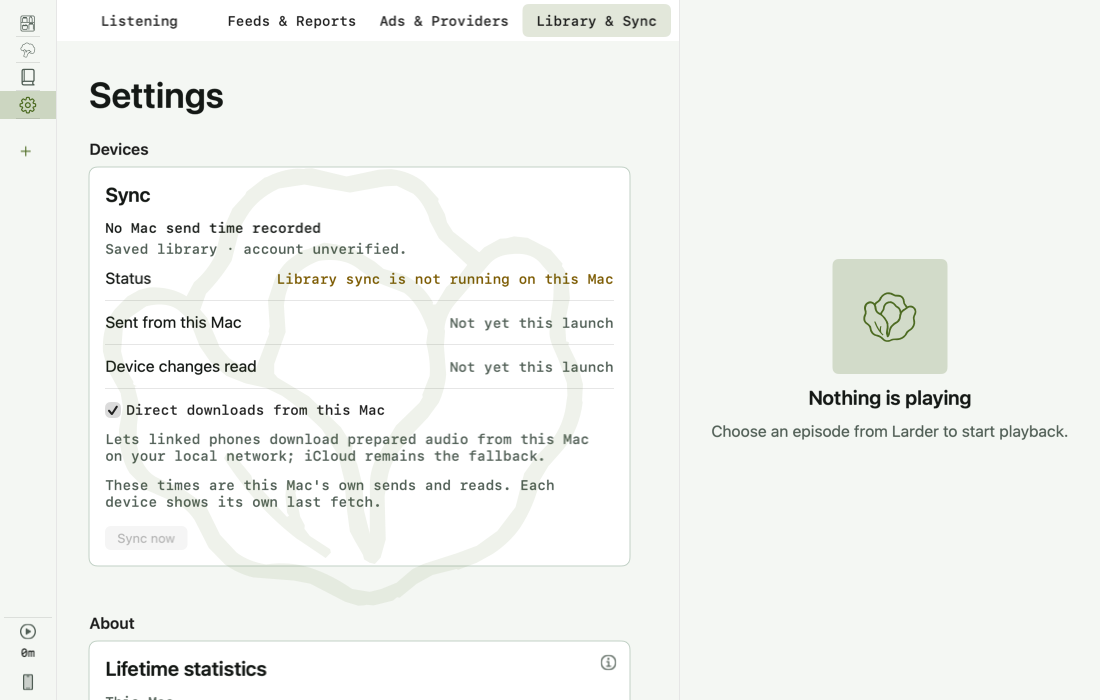 Listening
Feeds & Reports
Ads & Providers
Library & Sync
Settings
Devices
Sync
No Mac send time recorded
Saved library · account unverified.
Status
Library sync is not running on this Mac
Sent from this Mac
Not yet this launch
Device changes read
Not yet this launch
Direct downloads from this Mac
Lets linked phones download prepared audio from this Mac
on your local network; iCloud remains the fallback.
These times are this Mac's own sends and reads. Each
device shows its own last fetch.
Sync now
About
Lifetime statistics
This Mac
0m
Nothing is playing
Choose an episode from Larder to start playback.